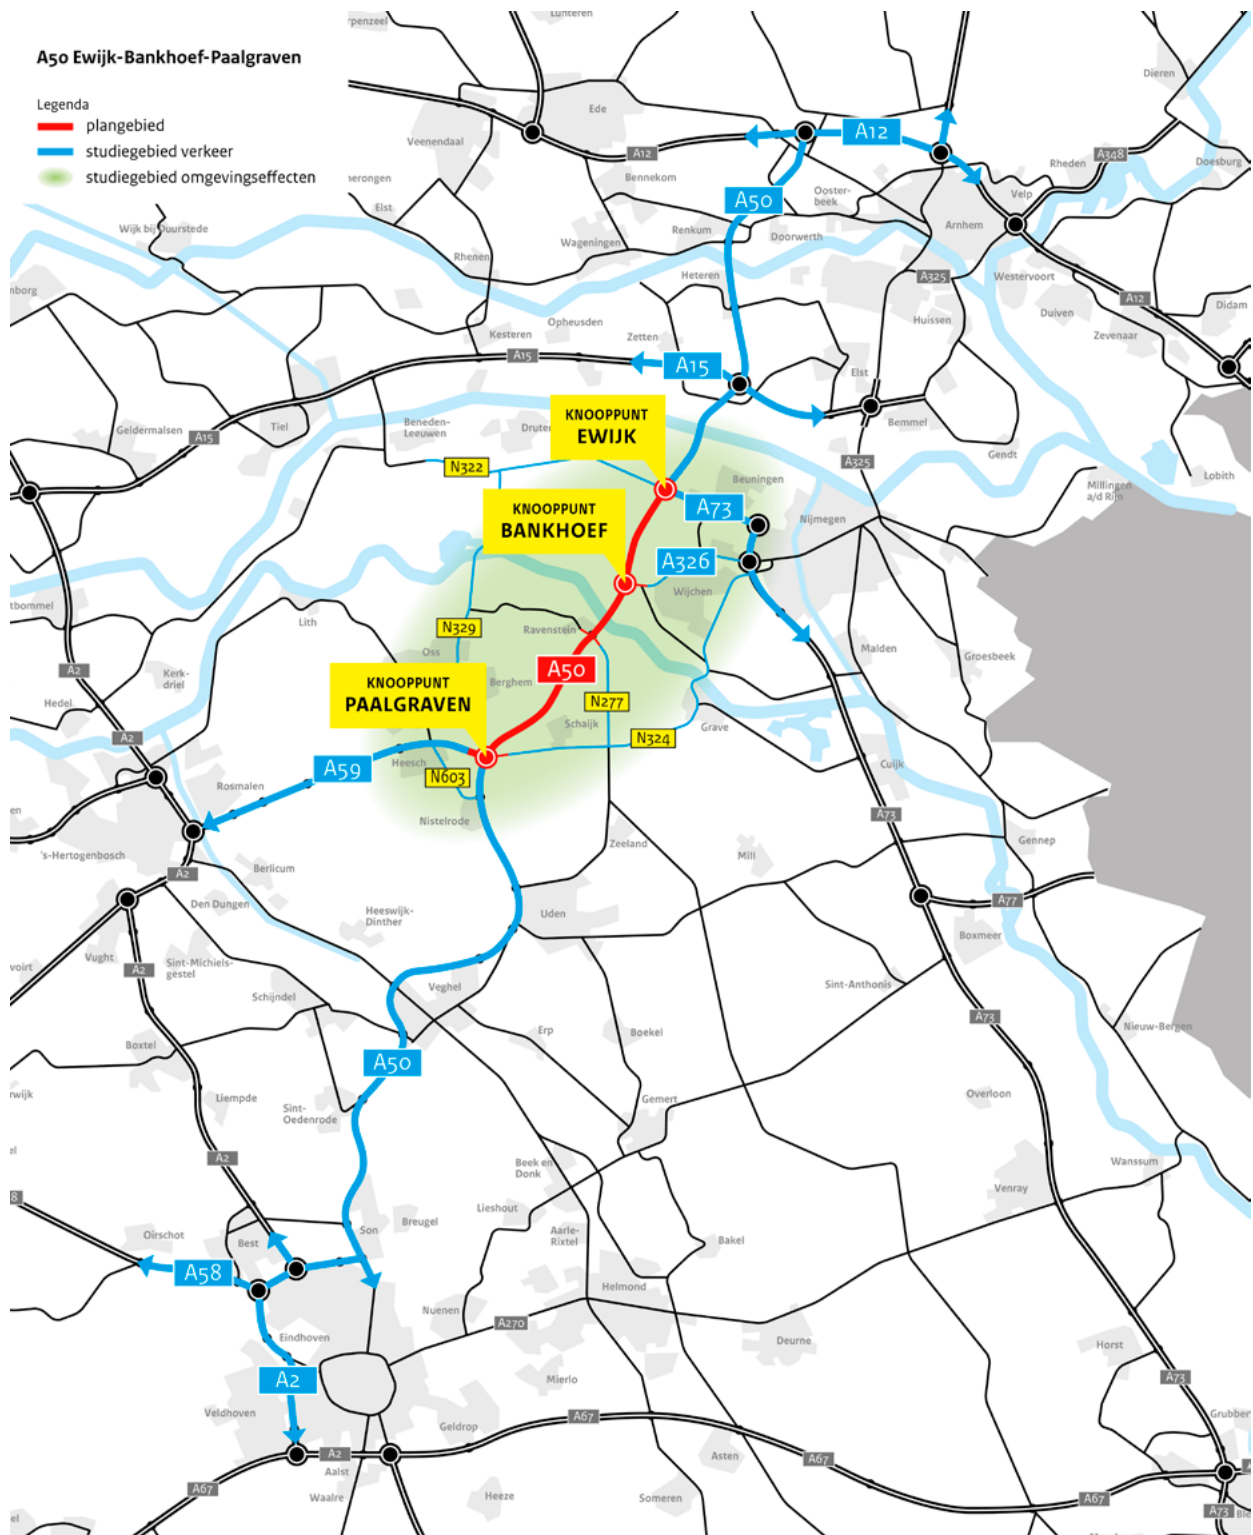 A50 Ewijk-Bankhoef-Paalgraven
Legenda
plangebied
studiegebied verkeer
studiegebied omgevingseffecten
Lunteren
Ede
Dieren
Veenendaal
A12
A12
A348
Doesburg
Rheden
Bennekom
Velp
Ooster-
beek
A50
Elst
Arnhem
Wijk bij Duurstede
Renkum
Doorwerth
Wageningen
Rhenen
Heteren
A325
Westervoort
A12
Didam
Duiven
Huissen
Zevenaar
Opheusden
Kesteren
Zetten
A15
A15
Elst
KNOOPPUNT
EWIJK
Beneden-
Leeuwen
Bemmel
Geldermalsen
Tiel
A15
Gendt
A325
N322
Beuningen
Lobith
Millingen
a/d Rijn
KNOOPPUNT
BANKHOEF
A73
Nijmegen
A326
Wijchen
Lith
N329
Ravenstein
Oss
Malden
Groesbeek
A50
A2
Kerk-
driel
KNOOPPUNT
PAALGRAVEN
Berghem
N277
Hedel
Schaijk
Grave
A2
N324
A59
Heesch
N603
Cuijk
Rosmalen
A73
Nistelrode
Gennep
Zeeland
Mill
's-Hertogenbosch
Berlicum
A2
A77
Den Dungen
Heeswijk-
Dinther
Uden
Boxmeer
Vught
Sint-Michiels-
gestel
A2
Veghel
Sint-Anthonis
Schijndel
A73
Nieuw-Bergen
Erp
Boekel
Boxtel
A50
Overloon
Liempde
Gemert
Sint-
Oedenrode
A2
Beek en
Donk
Wanssum
Venray
Lieshout
Breugel
Son
Oirschot
Best
Aarle-
Rixtel
Bakel
A58
Helmond
Nuenen
A270
Eindhoven
Deurne
Horst
A2
Mierlo
A73
Veldhoven
A67
Geldrop
A2
Asten
A67
Aalst
A67
Waalre
Heeze
Someren
A67
A73